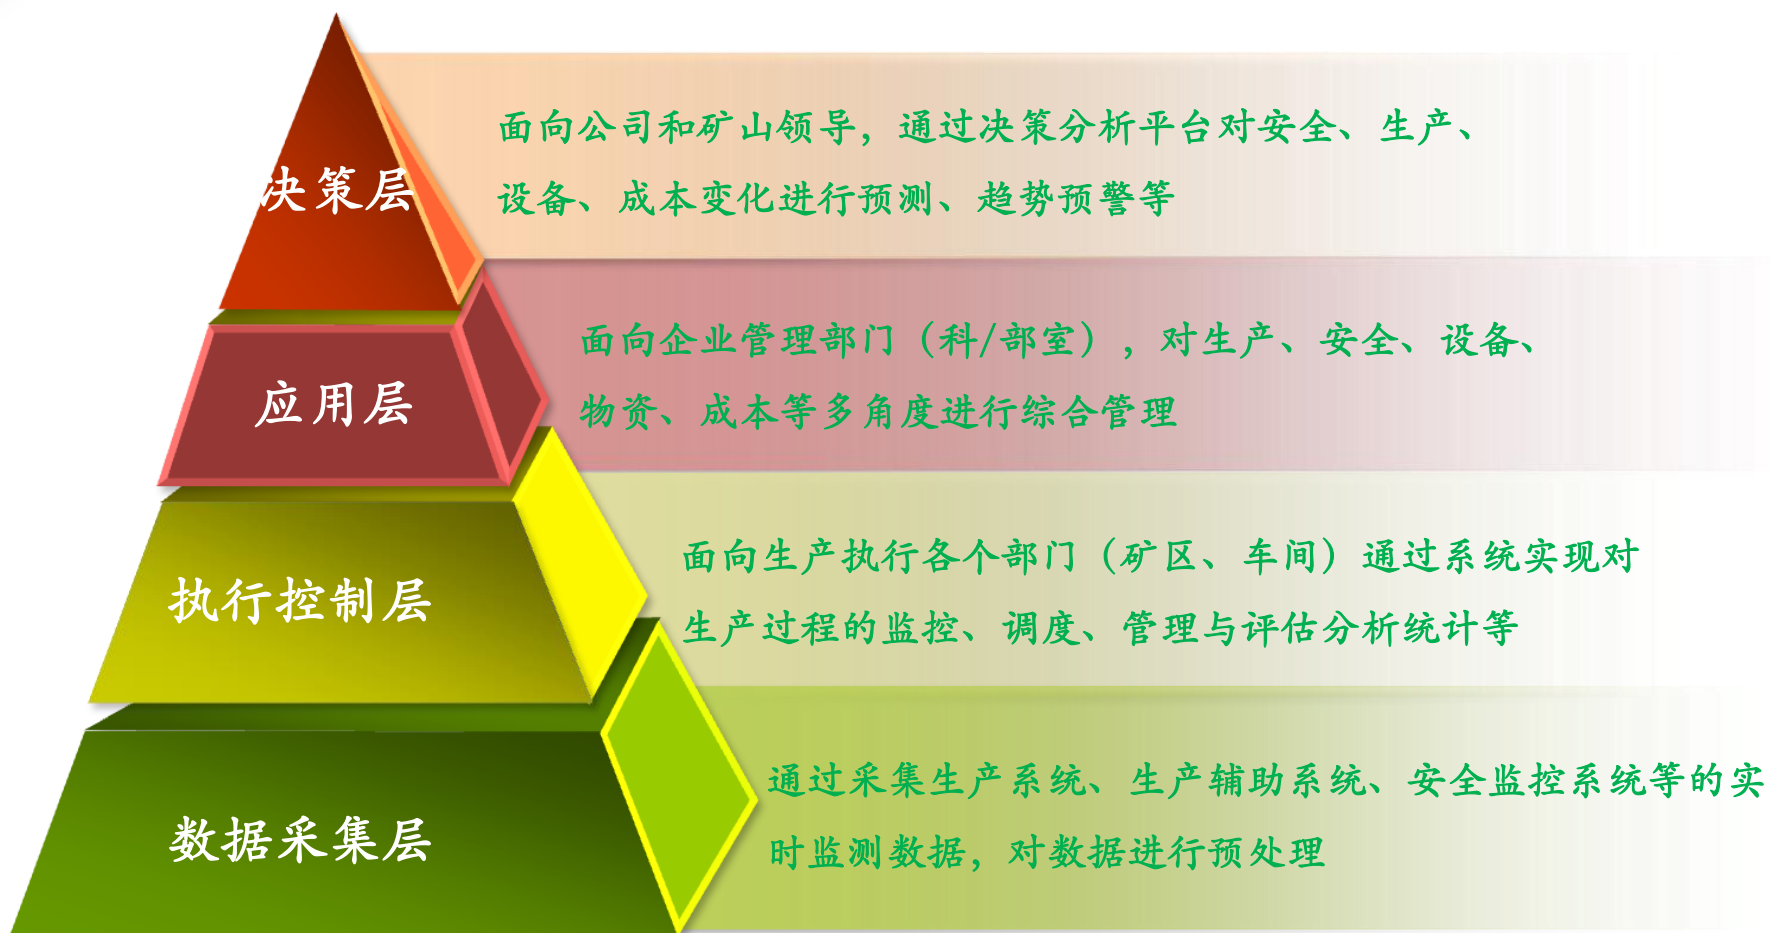 决策层
面向公司和矿山领导，通过决策分析平台对安全、生产、
设备、成本变化进行预测、趋势预警等
应用层
面向企业管理部门（科/部室），对生产、安全、设备、
物资、成本等多角度进行综合管理
执行控制层
面向生产执行各个部门（矿区、车间）通过系统实现对
生产过程的监控、调度、管理与评估分析统计等
数据采集层
通过采集生产系统、生产辅助系统、安全监控系统等的实
时监测数据，对数据进行预处理